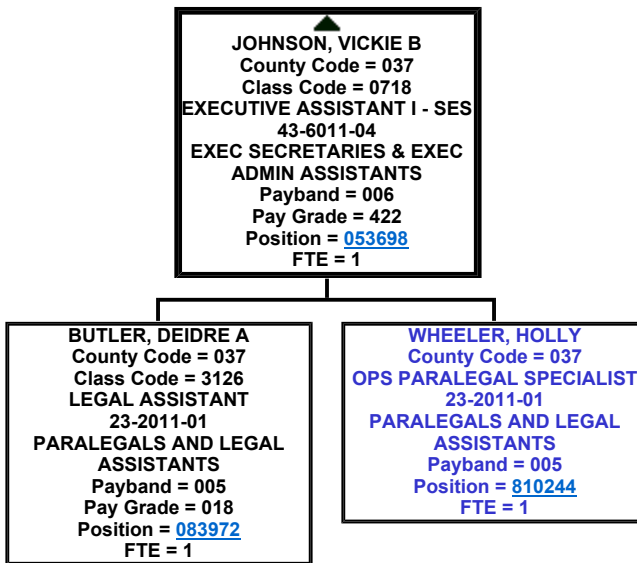 JOHNSON, VICKIE B
County Code = 037
Class Code = 0718
EXECUTIVE ASSISTANT I - SES
43-6011-04
EXEC SECRETARIES & EXEC
ADMIN ASSISTANTS
Payband = 006
Pay Grade = 422
Position = 053698
FTE = 1
BUTLER, DEIDRE A
County Code = 037
Class Code = 3126
LEGAL ASSISTANT
23-2011-01
PARALEGALS AND LEGAL
ASSISTANTS
Payband = 005
Pay Grade = 018
Position = 083972
FTE = 1
WHEELER, HOLLY
County Code = 037
OPS PARALEGAL SPECIALIST
23-2011-01
PARALEGALS AND LEGAL
ASSISTANTS
Payband = 005
Position = 810244
FTE = 1